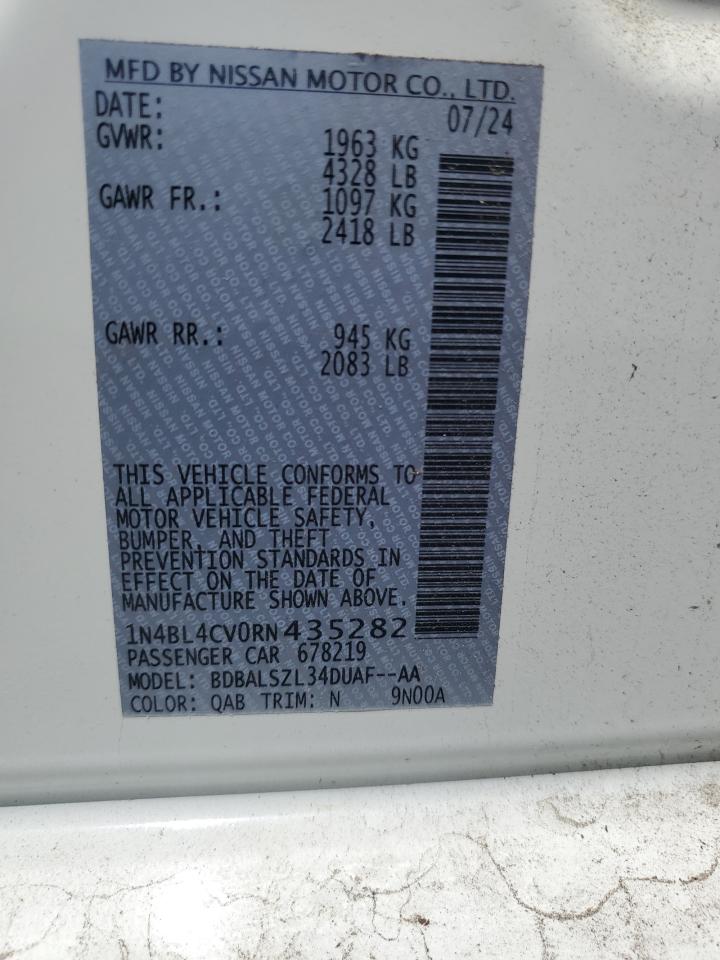 MFD BY NISSAN MOTOR CO., LTD.
DATE: 07/24
GVWR: 1963 KG
4328 LB
GAWR FR.: 1097 KG
2418 LB
GAWR RR.: 945 KG
2083 LB
THIS VEHICLE CONFORMS TO
ALL APPLICABLE FEDERAL
MOTOR VEHICLE SAFETY,
BUMPER, AND THEFT
PREVENTION STANDARDS IN
EFFECT ON THE DATE OF
MANUFACTURE SHOWN ABOVE.
1N4BL4CV0RN435282
PASSENGER CAR 678219
MODEL: BDBALSZL34DUAF--AA
COLOR: QAB TRIM: N 9N00A